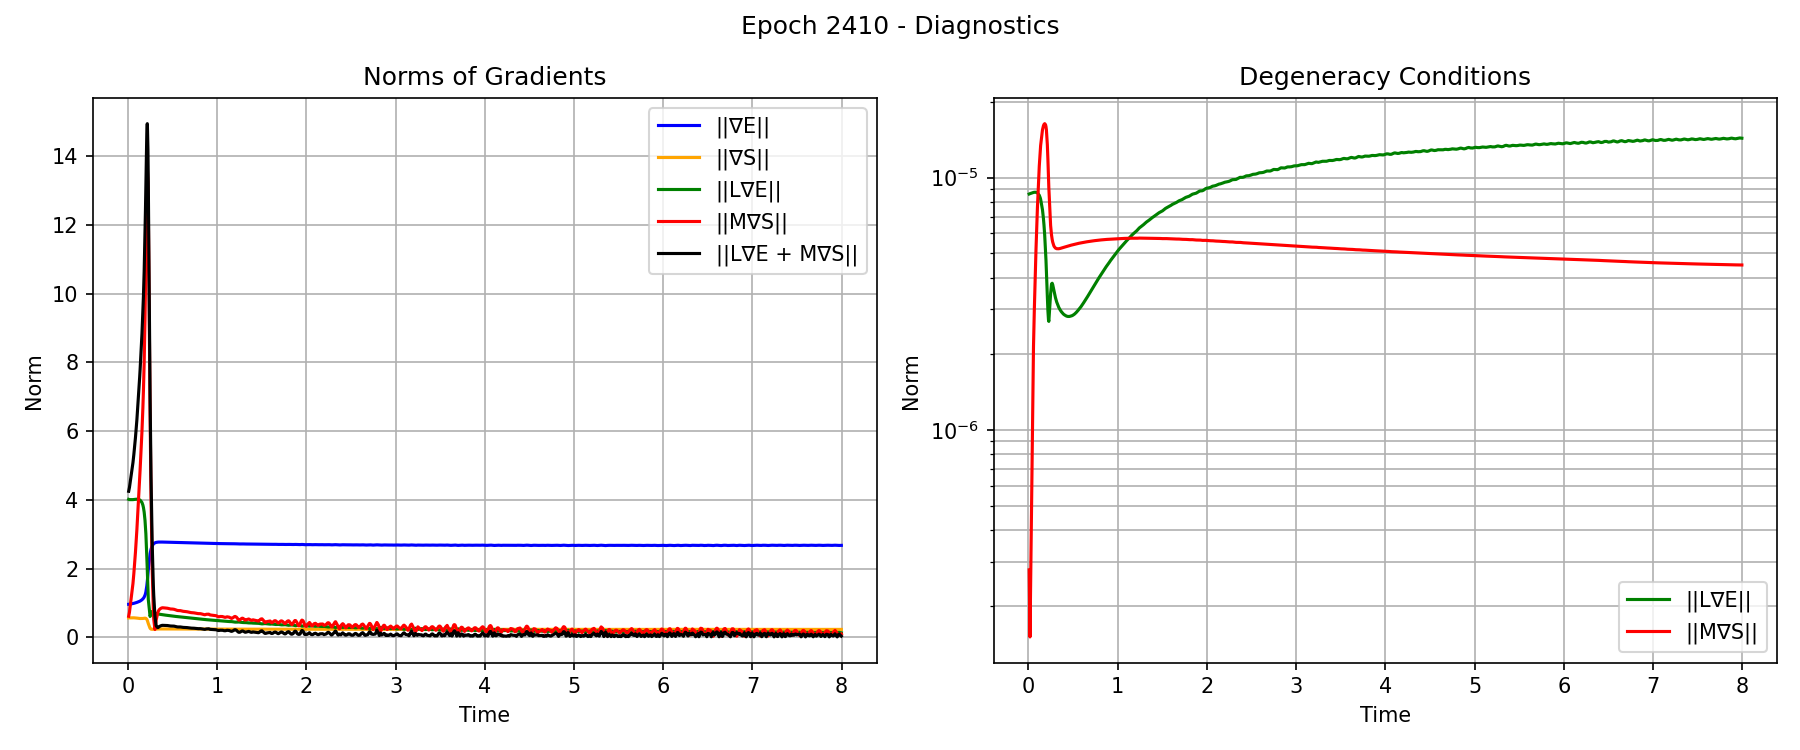 Epoch 2410 - Diagnostics
Norms of Gradients
Norm
14
12
10
8
6
4
2
0
0 1 2 3 4 5 6 7 8
Time
||∇E||
||∇S||
||L∇E||
||M∇S||
||L∇E + M∇S||
Degeneracy Conditions
Norm
10⁻⁵
10⁻⁶
0 1 2 3 4 5 6 7 8
Time
||L∇E||
||M∇S||